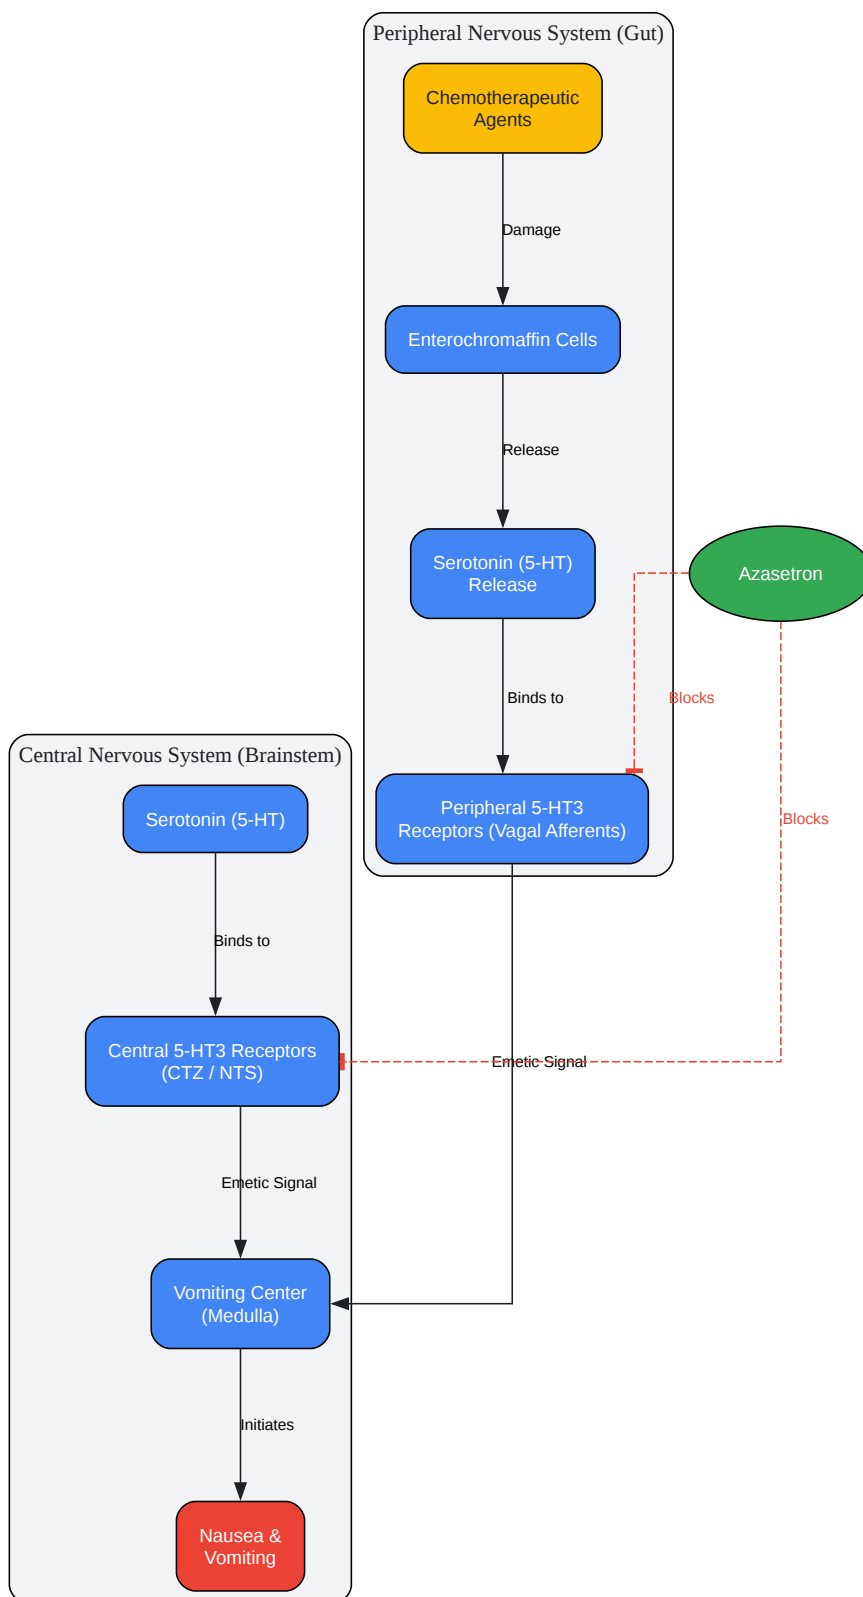 Peripheral Nervous System (Gut)
Chemotherapeutic
Agents
Damage
Enterochromaffin Cells
Release
Serotonin (5-HT)
Release
Azasetron
Binds to
Blocks
Central Nervous System (Brainstem)
Serotonin (5-HT)
Peripheral 5-HT3
Receptors (Vagal Afferents)
Blocks
Binds to
Central 5-HT3 Receptors
(CTZ / NTS)
Emetic Signal
Emetic Signal
Vomiting Center
(Medulla)
Initiates
Nausea &
Vomiting